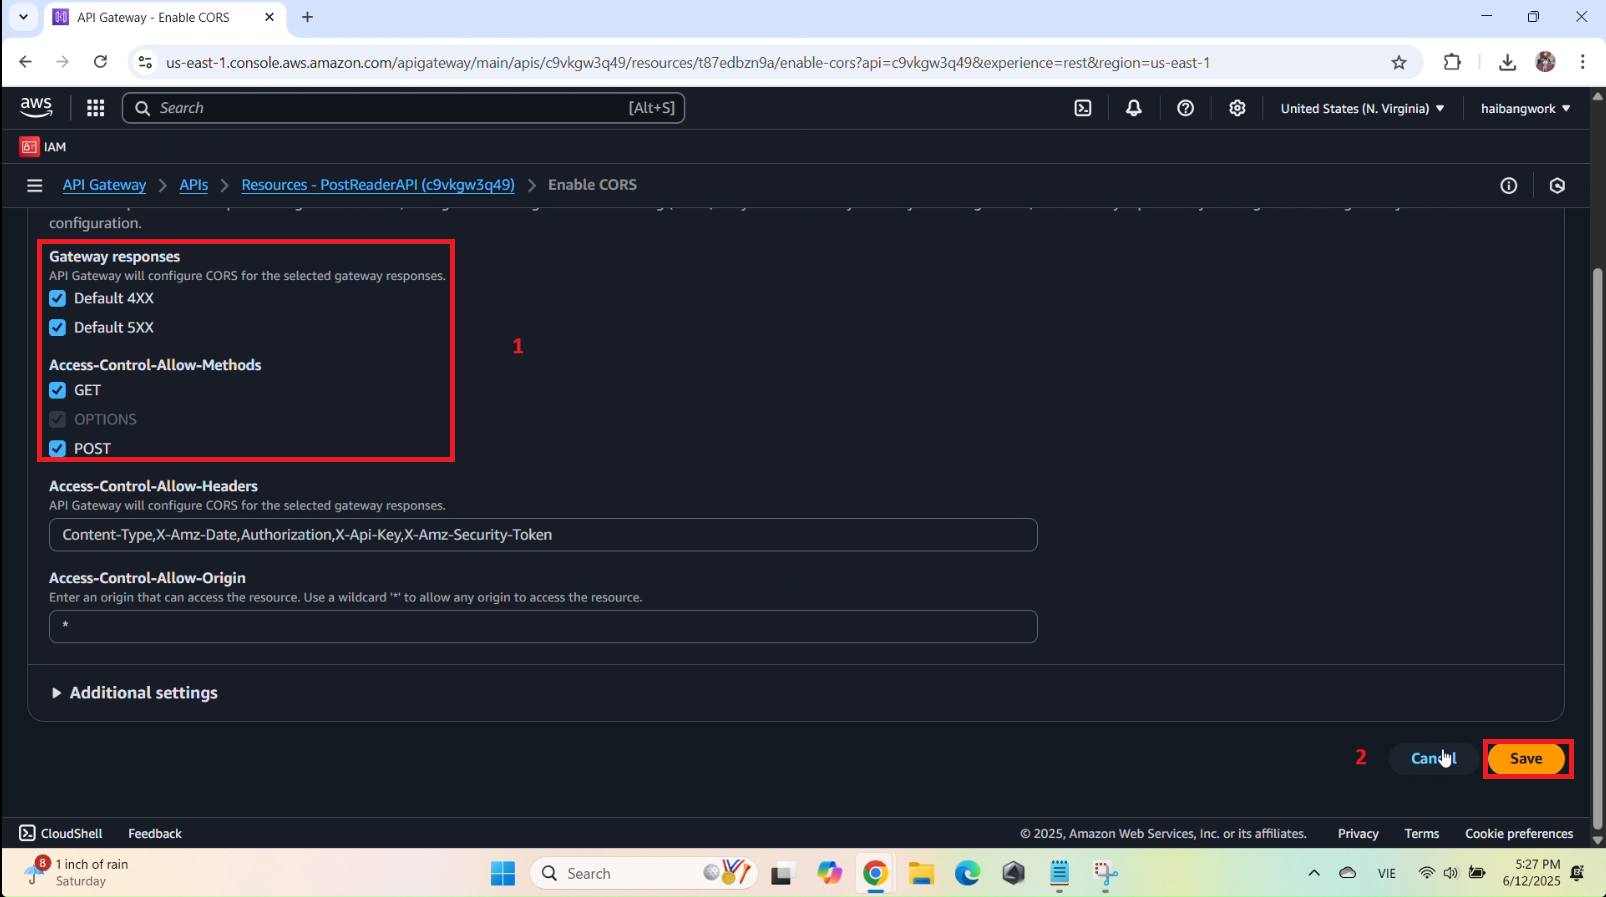 API Gateway - Enable CORS
us-east-1.console.aws.amazon.com/apigateway/main/apis/c9vkgw3q49/resources/t87edbzn9a/enable-cors?api=c9vkgw3q49&experience=rest&region=us-east-1
aws
Search [Alt+S]
United States (N. Virginia)
haibangwork
IAM
API Gateway > APIs > Resources - PostReaderAPI (c9vkgw3q49) > Enable CORS
configuration.
Gateway responses
API Gateway will configure CORS for the selected gateway responses.
Default 4XX
Default 5XX
1
Access-Control-Allow-Methods
GET
OPTIONS
POST
Access-Control-Allow-Headers
API Gateway will configure CORS for the selected gateway responses.
Content-Type,X-Amz-Date,Authorization,X-Api-Key,X-Amz-Security-Token
Access-Control-Allow-Origin
Enter an origin that can access the resource. Use a wildcard '*' to allow any origin to access the resource.
*
Additional settings
2
Cancel
Save
CloudShell Feedback
© 2025, Amazon Web Services, Inc. or its affiliates. Privacy Terms Cookie preferences
8
1 inch of rain
Saturday
Search
VIE
5:27 PM
6/12/2025